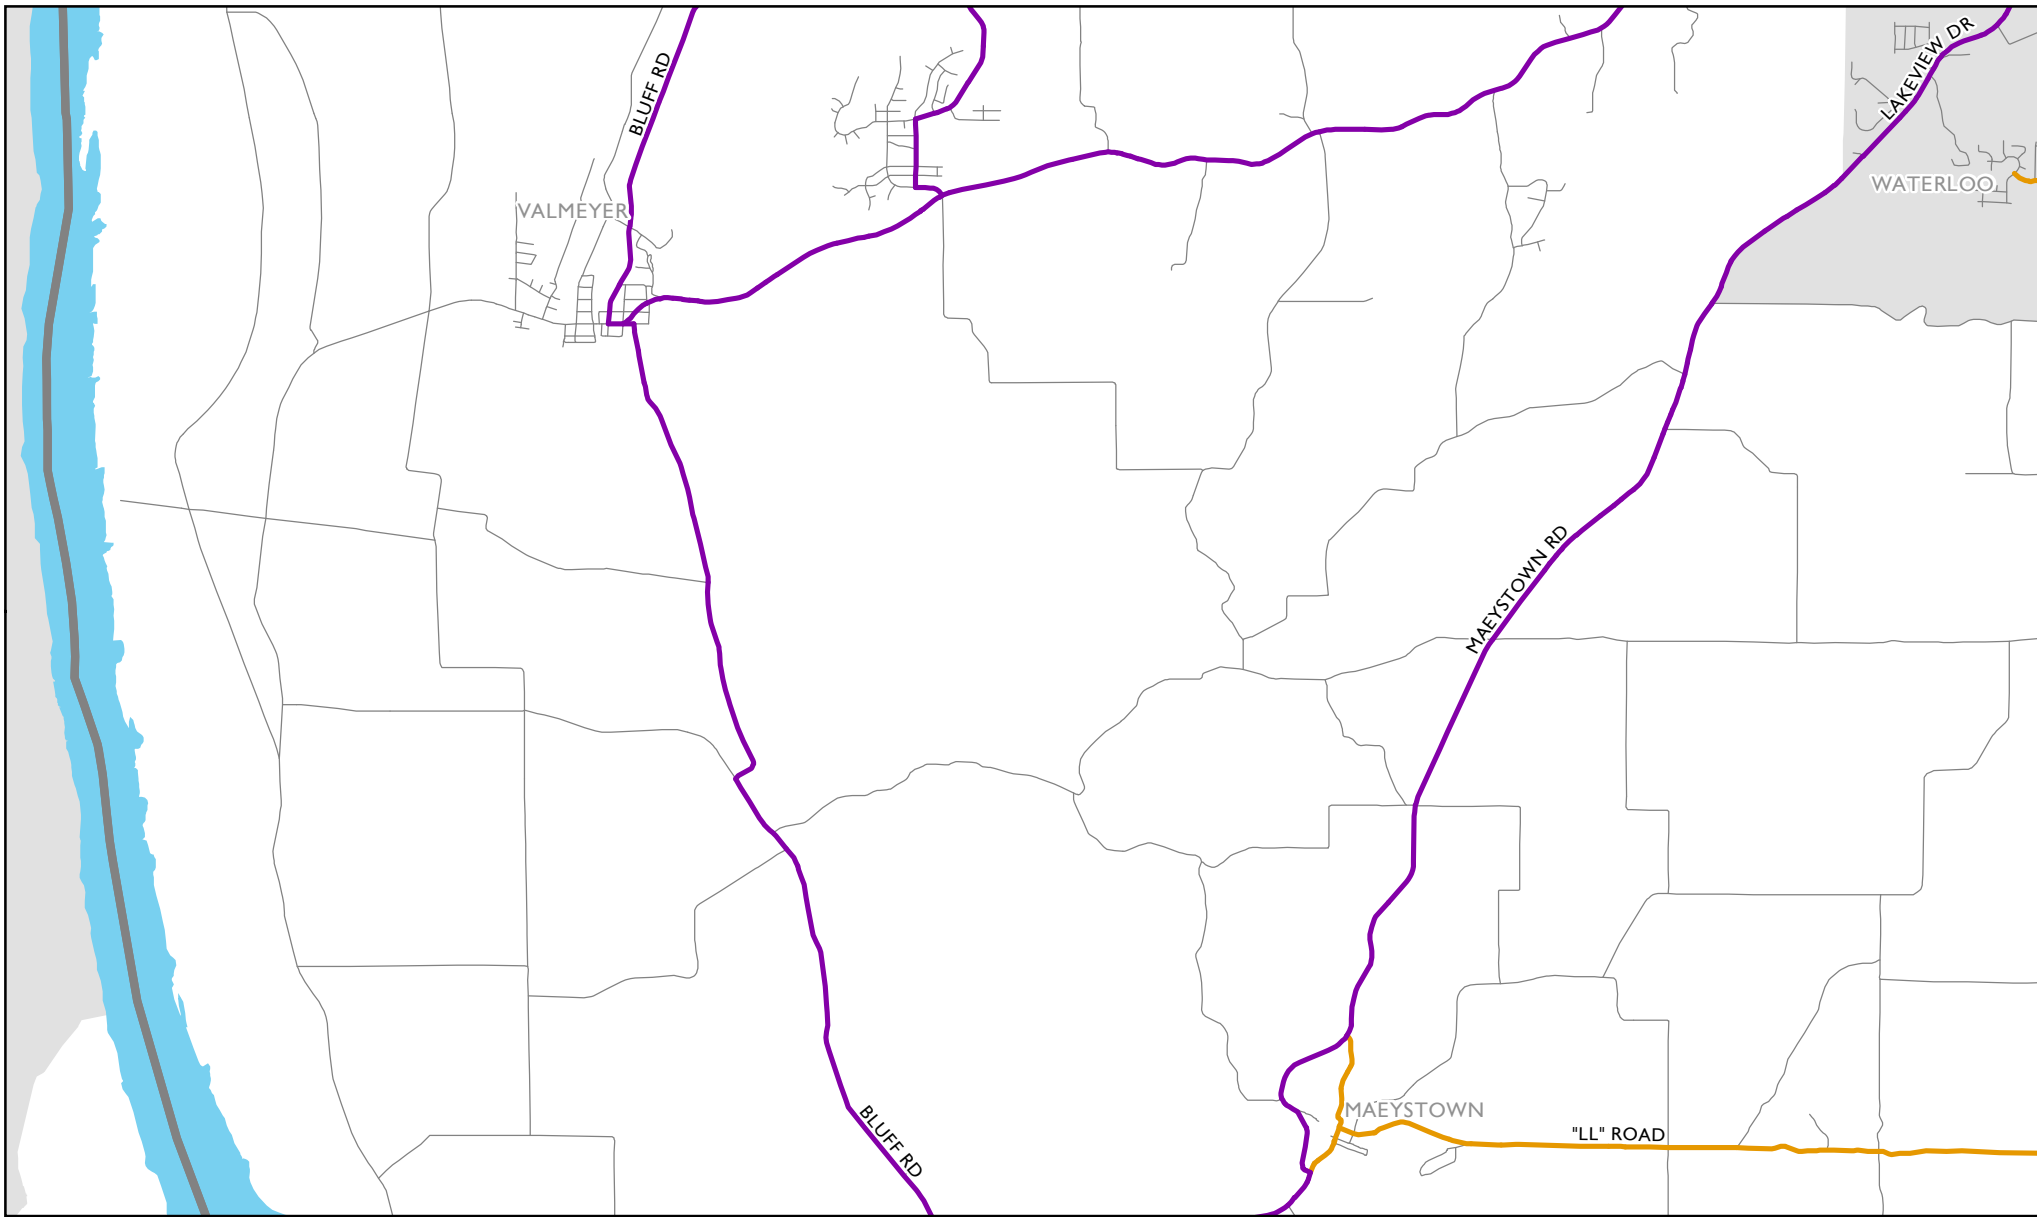 BLUFF RD
LAKEVIEW DR
WATERLOO
VALMEYER
MAEYSTOWN RD
MAEYSTOWN
BLUFF RD
"LL" ROAD